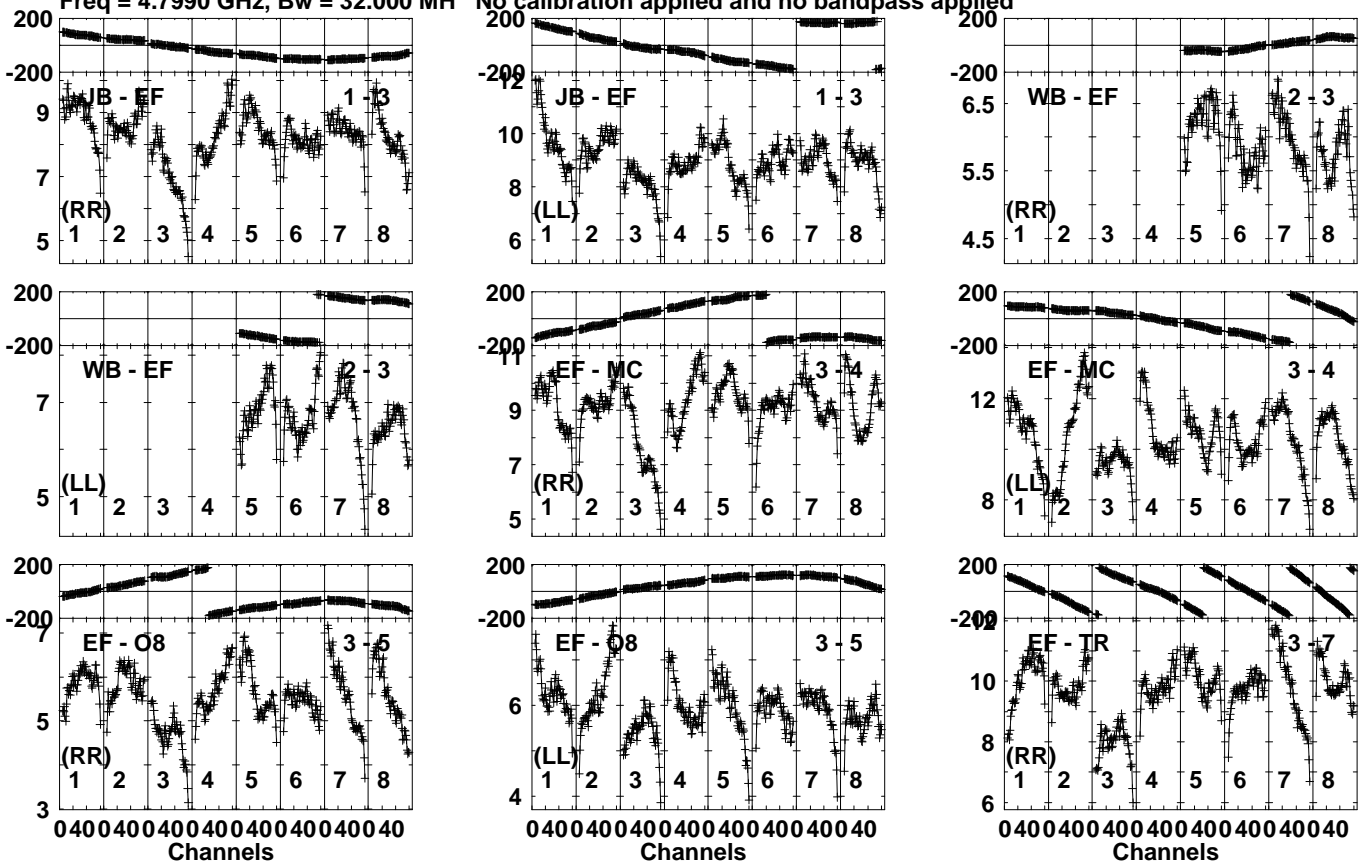 Freq = 4.7990 GHz, Bw = 32.000 MH No calibration applied and no bandpass applied
200
-200
9
7
5
JB - EF
1 - 3
(RR)
1 2 3 4 5 6 7 8
200
-200
12
10
8
6
JB - EF
1 - 3
(LL)
1 2 3 4 5 6 7 8
200
-200
6.5
5.5
4.5
WB - EF
2 - 3
(RR)
1 2 3 4 5 6 7 8
200
-200
7
5
WB - EF
2 - 3
(LL)
1 2 3 4 5 6 7 8
200
-200
11
9
7
5
EF - MC
3 - 4
(RR)
1 2 3 4 5 6 7 8
200
-200
12
8
EF - MC
3 - 4
(LL)
1 2 3 4 5 6 7 8
200
-200
7
5
3
EF - O8
3 - 5
(RR)
1 2 3 4 5 6 7 8
0 40 0 40 0 40 0 40 0 40 0 40 0 40 0 40
Channels
200
-200
6
4
EF - O8
3 - 5
(LL)
1 2 3 4 5 6 7 8
0 40 0 40 0 40 0 40 0 40 0 40 0 40 0 40
Channels
200
-200
12
10
8
6
EF - TR
3 - 7
(RR)
1 2 3 4 5 6 7 8
0 40 0 40 0 40 0 40 0 40 0 40 0 40 0 40
Channels